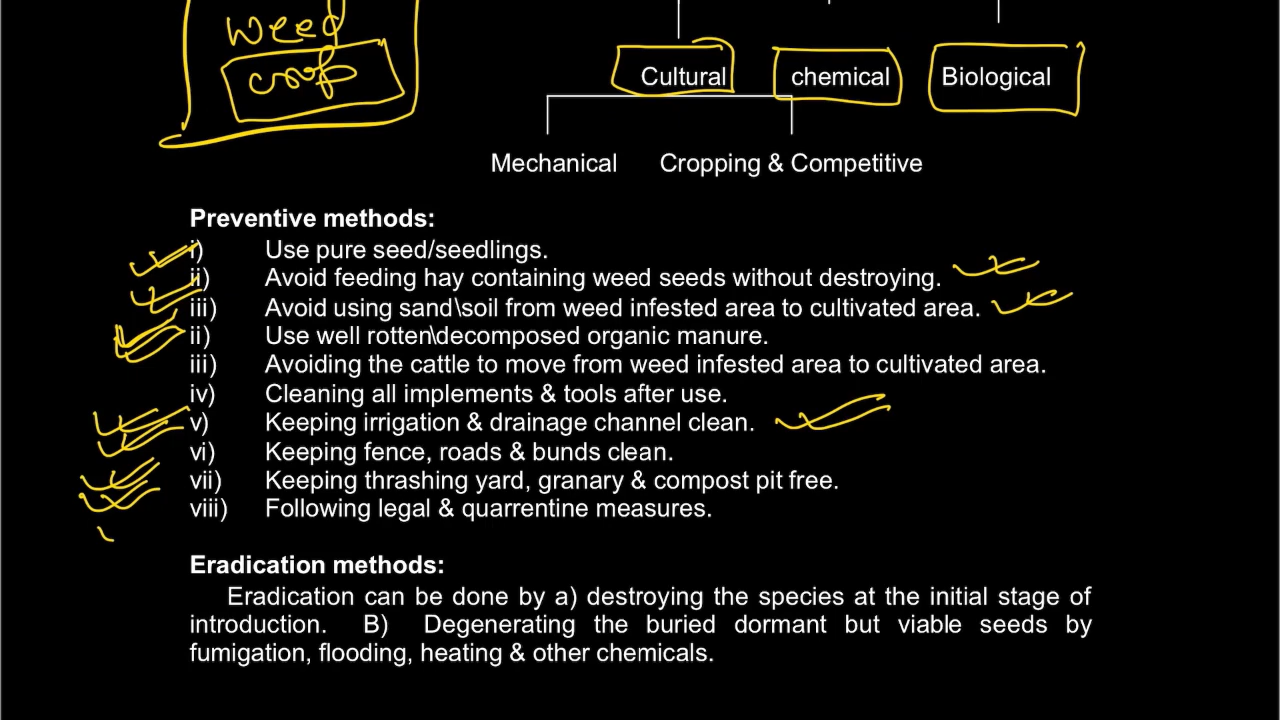 weed
crop
Cultural chemical Biological
Mechanical Cropping & Competitive
Preventive methods:
i) Use pure seed/seedlings.
ii) Avoid feeding hay containing weed seeds without destroying.
iii) Avoid using sand\soil from weed infested area to cultivated area.
ii) Use well rotten\decomposed organic manure.
iii) Avoiding the cattle to move from weed infested area to cultivated area.
iv) Cleaning all implements & tools after use.
v) Keeping irrigation & drainage channel clean.
vi) Keeping fence, roads & bunds clean.
vii) Keeping thrashing yard, granary & compost pit free.
viii) Following legal & quarrentine measures.
Eradication methods:
Eradication can be done by a) destroying the species at the initial stage of
introduction. B) Degenerating the buried dormant but viable seeds by
fumigation, flooding, heating & other chemicals.